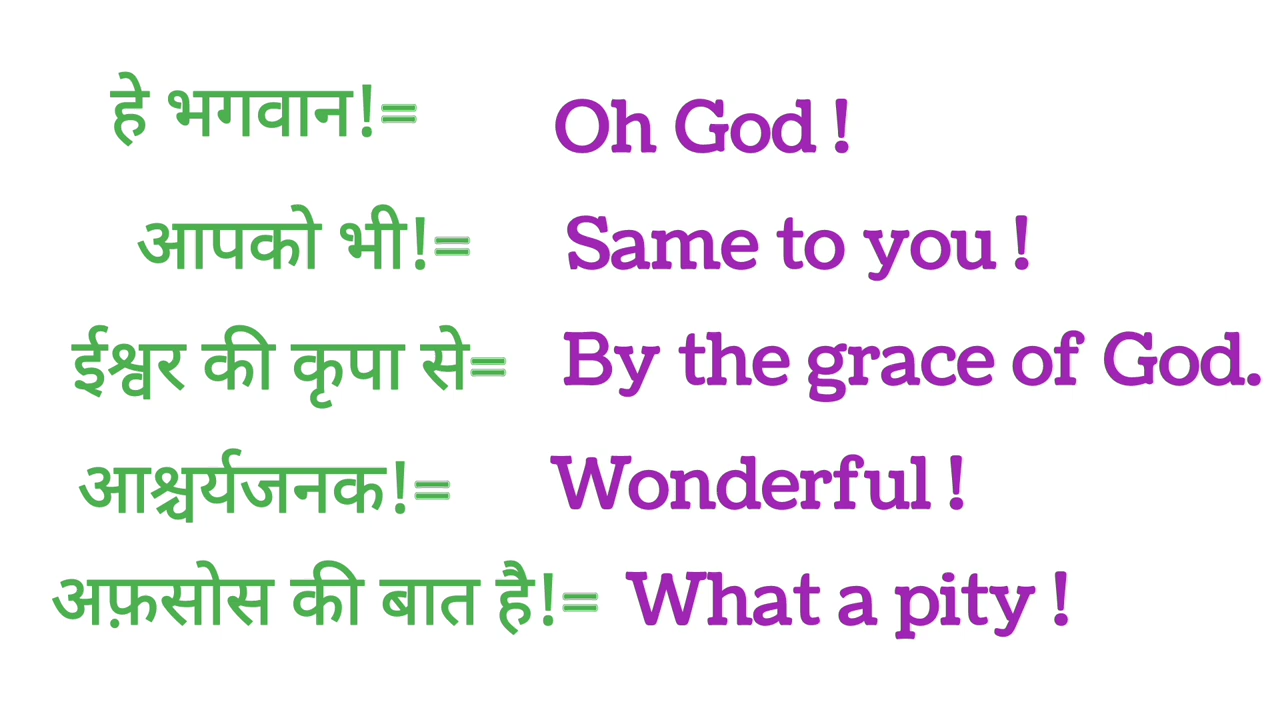 हे भगवान!= Oh God !
आपको भी!= Same to you !
ईश्वर की कृपा से= By the grace of God.
आश्चर्यजनक!= Wonderful !
अफ़सोस की बात है!= What a pity !